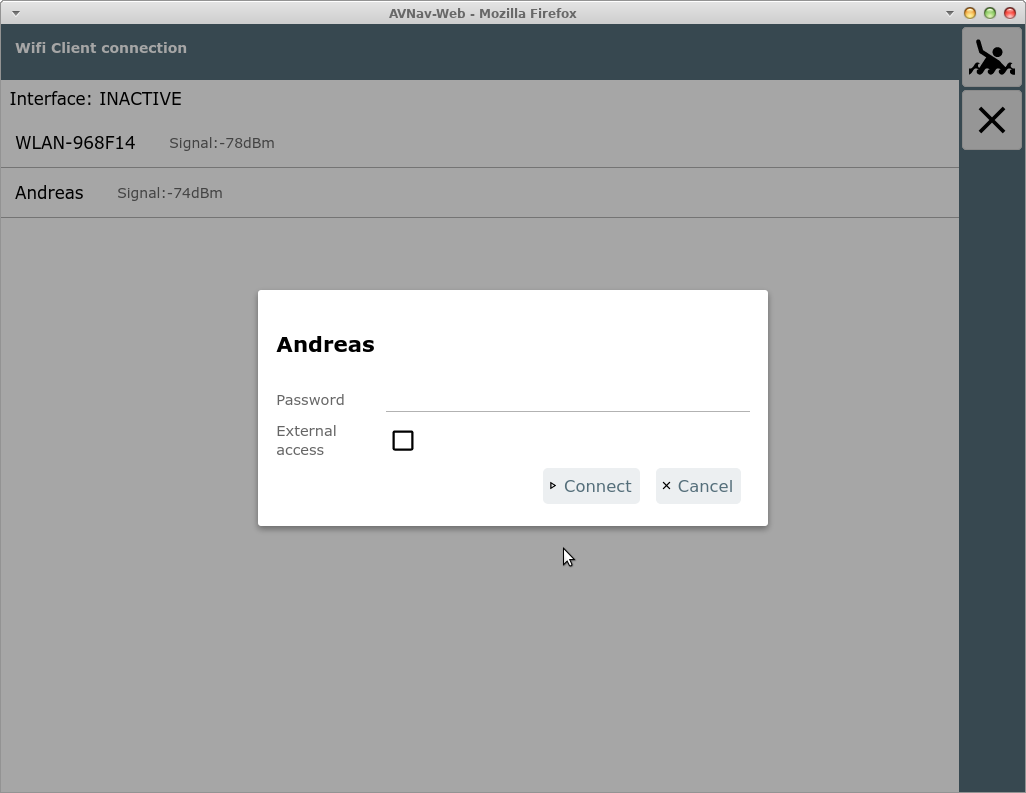 AVNav-Web - Mozilla Firefox
Wifi Client connection
Interface: INACTIVE
WLAN-968F14 Signal:-78dBm
Andreas Signal:-74dBm
Andreas
Password
External
access
Connect Cancel